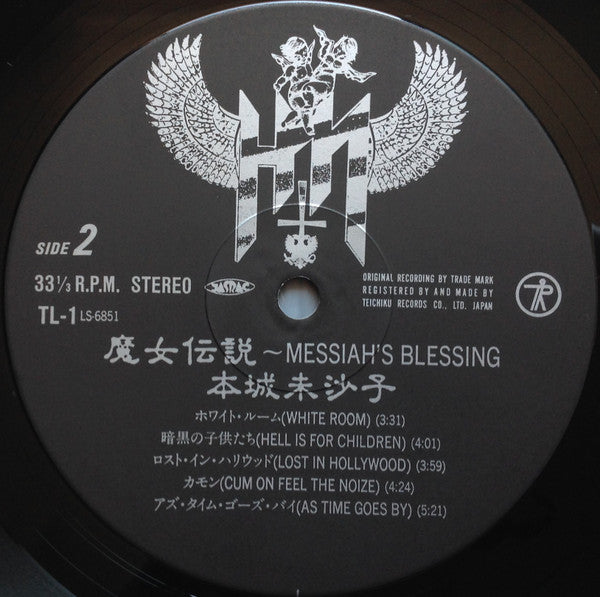 HM
SIDE 2
33 1/3 R.P.M. STEREO
JASRAC
ORIGINAL RECORDING BY TRADE MARK
REGISTERED BY AND MADE BY
TEICHIKU RECORDS CO., LTD. JAPAN
TL-1 LS-6851
魔女伝説～MESSIAH'S BLESSING
本城未沙子
ホワイト・ルーム(WHITE ROOM) (3:31)
暗黒の子供たち(HELL IS FOR CHILDREN) (4:01)
ロスト・イン・ハリウッド(LOST IN HOLLYWOOD) (3:59)
カモン(CUM ON FEEL THE NOIZE) (4:24)
アズ・タイム・ゴーズ・バイ(AS TIME GOES BY) (5:21)